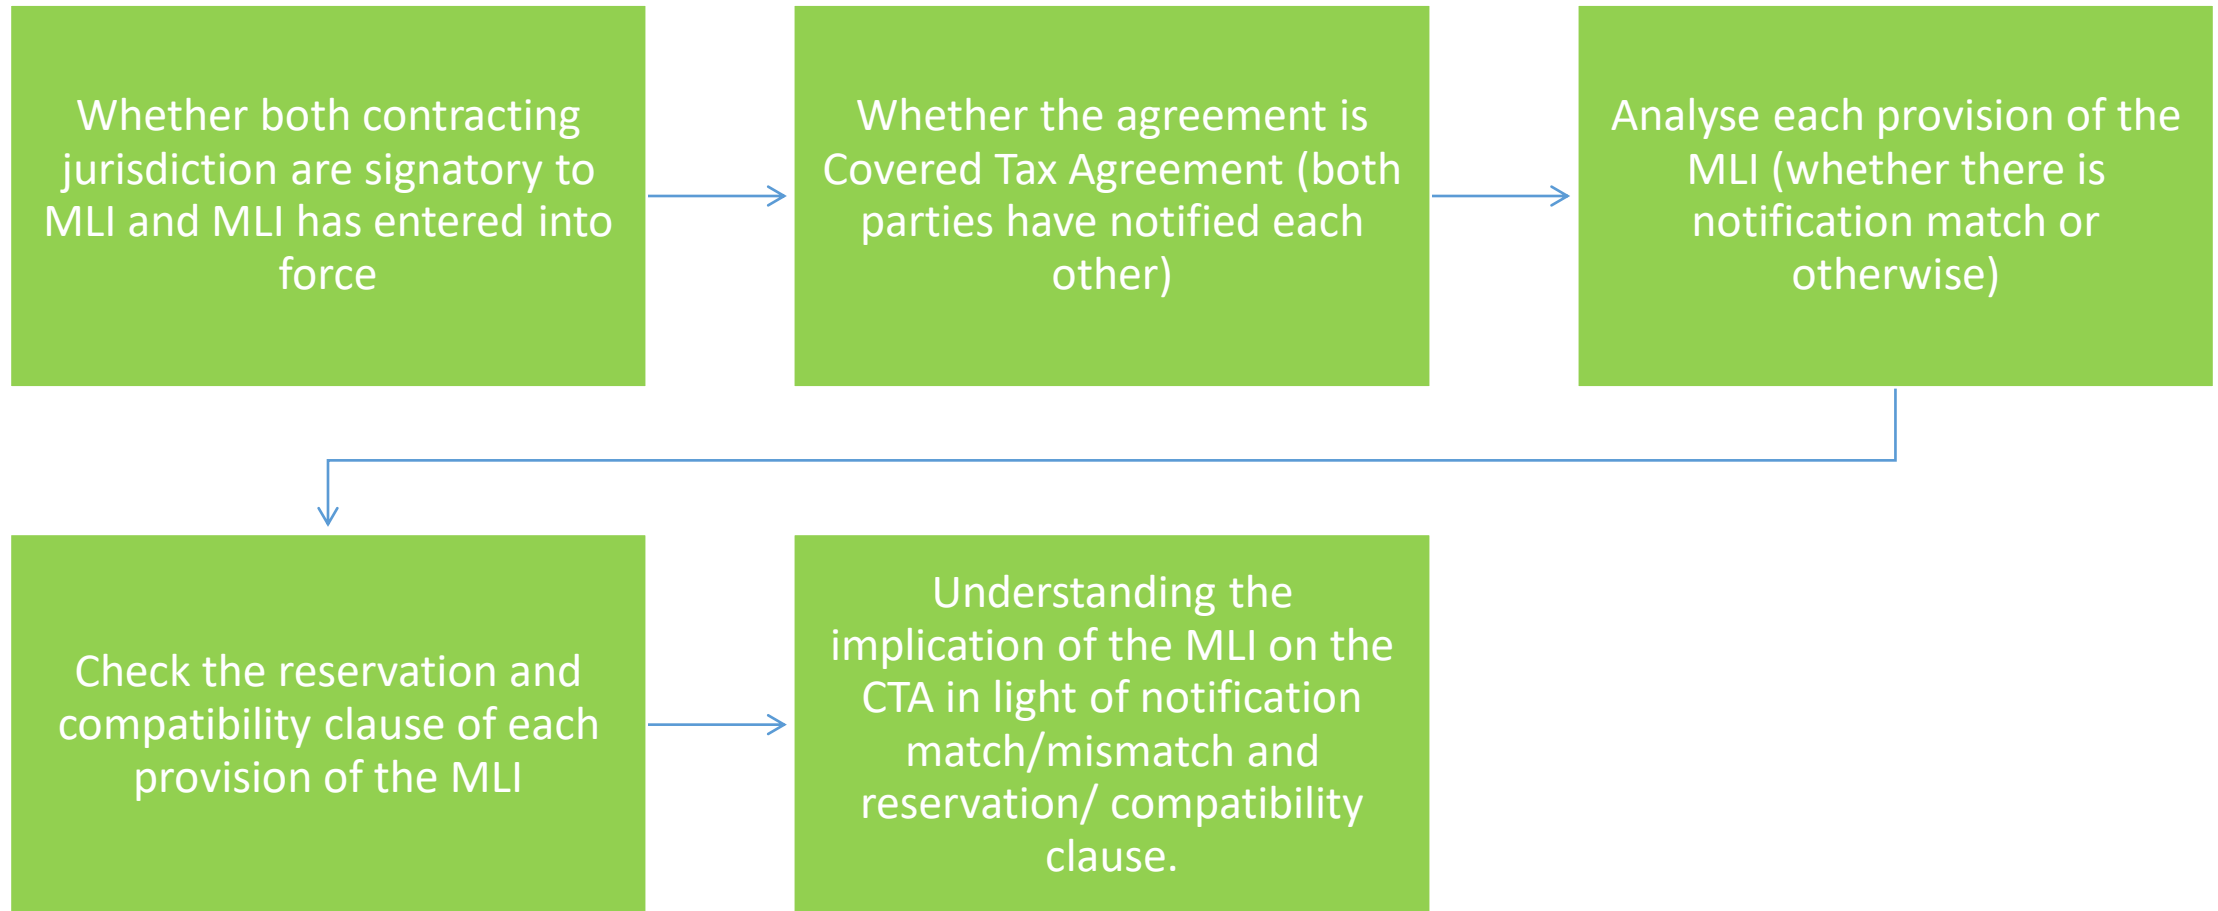 Whether both contracting
jurisdiction are signatory to
MLI and MLI has entered into
force
Whether the agreement is
Covered Tax Agreement (both
parties have notified each
other)
Analyse each provision of the
MLI (whether there is
notification match or
otherwise)
Check the reservation and
compatibility clause of each
provision of the MLI
Understanding the
implication of the MLI on the
CTA in light of notification
match/mismatch and
reservation/ compatibility
clause.